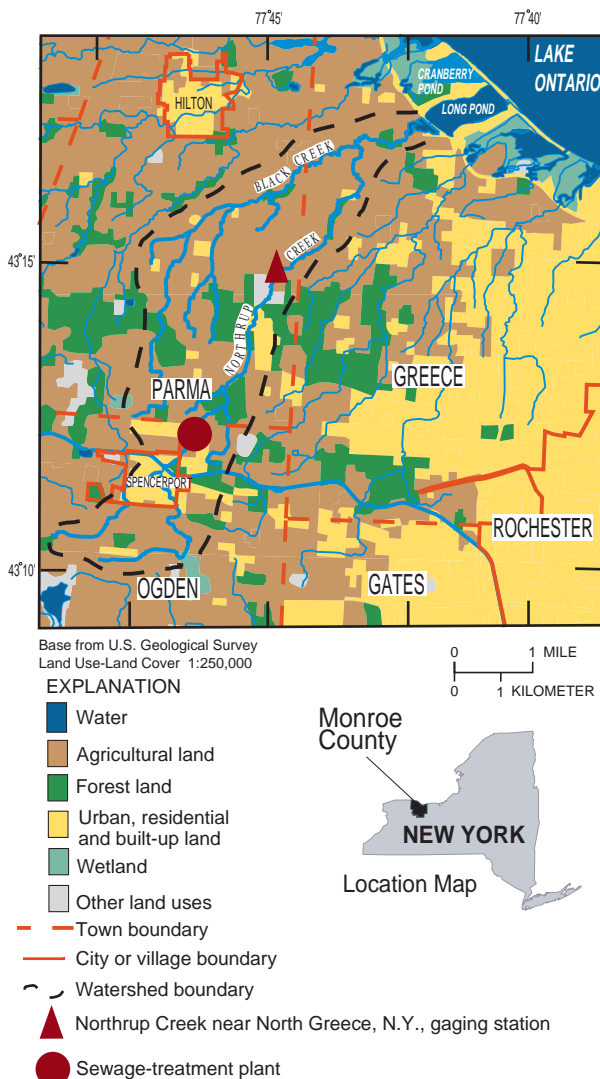 77°45'
77°40'
LAKE
ONTARIO
CRANBERRY
POND
LONG POND
HILTON
BLACK CREEK
43°15'
CREEK
NORTHRUP
PARMA
GREECE
SPENCERPORT
ROCHESTER
43°10'
OGDEN
GATES
Base from U.S. Geological Survey
Land Use-Land Cover 1:250,000
0 1 MILE
0 1 KILOMETER
EXPLANATION
Water
Agricultural land
Forest land
Urban, residential
and built-up land
Wetland
Other land uses
Town boundary
City or village boundary
Watershed boundary
Northrup Creek near North Greece, N.Y., gaging station
Sewage-treatment plant
Monroe
County
NEW YORK
Location Map